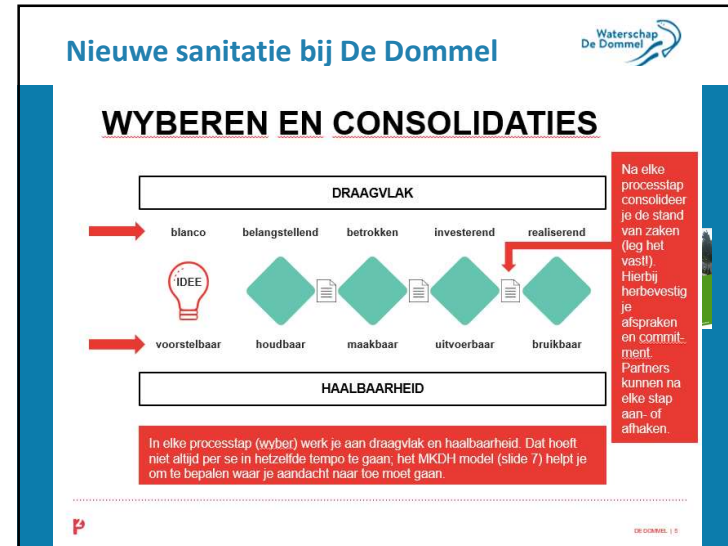 Nieuwe sanitatie bij De Dommel
Waterschap
De Dommel
WYBEREN EN CONSOLIDATIES
DRAAGVLAK
blanco belangstellend betrokken investerend realiserend
IDEE
voorstelbaar houdbaar maakbaar uitvoerbaar bruikbaar
HAALBAARHEID
Na elke
processtap
consolideer
je de stand
van zaken
(leg het
vast!).
Hierbij
herbevestig
je
afspraken
en commit-
ment.
Partners
kunnen na
elke stap
aan- of
afhaken.
In elke processtap (wyber) werk je aan draagvlak en haalbaarheid. Dat hoeft
niet altijd per se in hetzelfde tempo te gaan; het MKDH model (slide 7) helpt je
om te bepalen waar je aandacht naar toe moet gaan.
P2
DE DOMMEL |